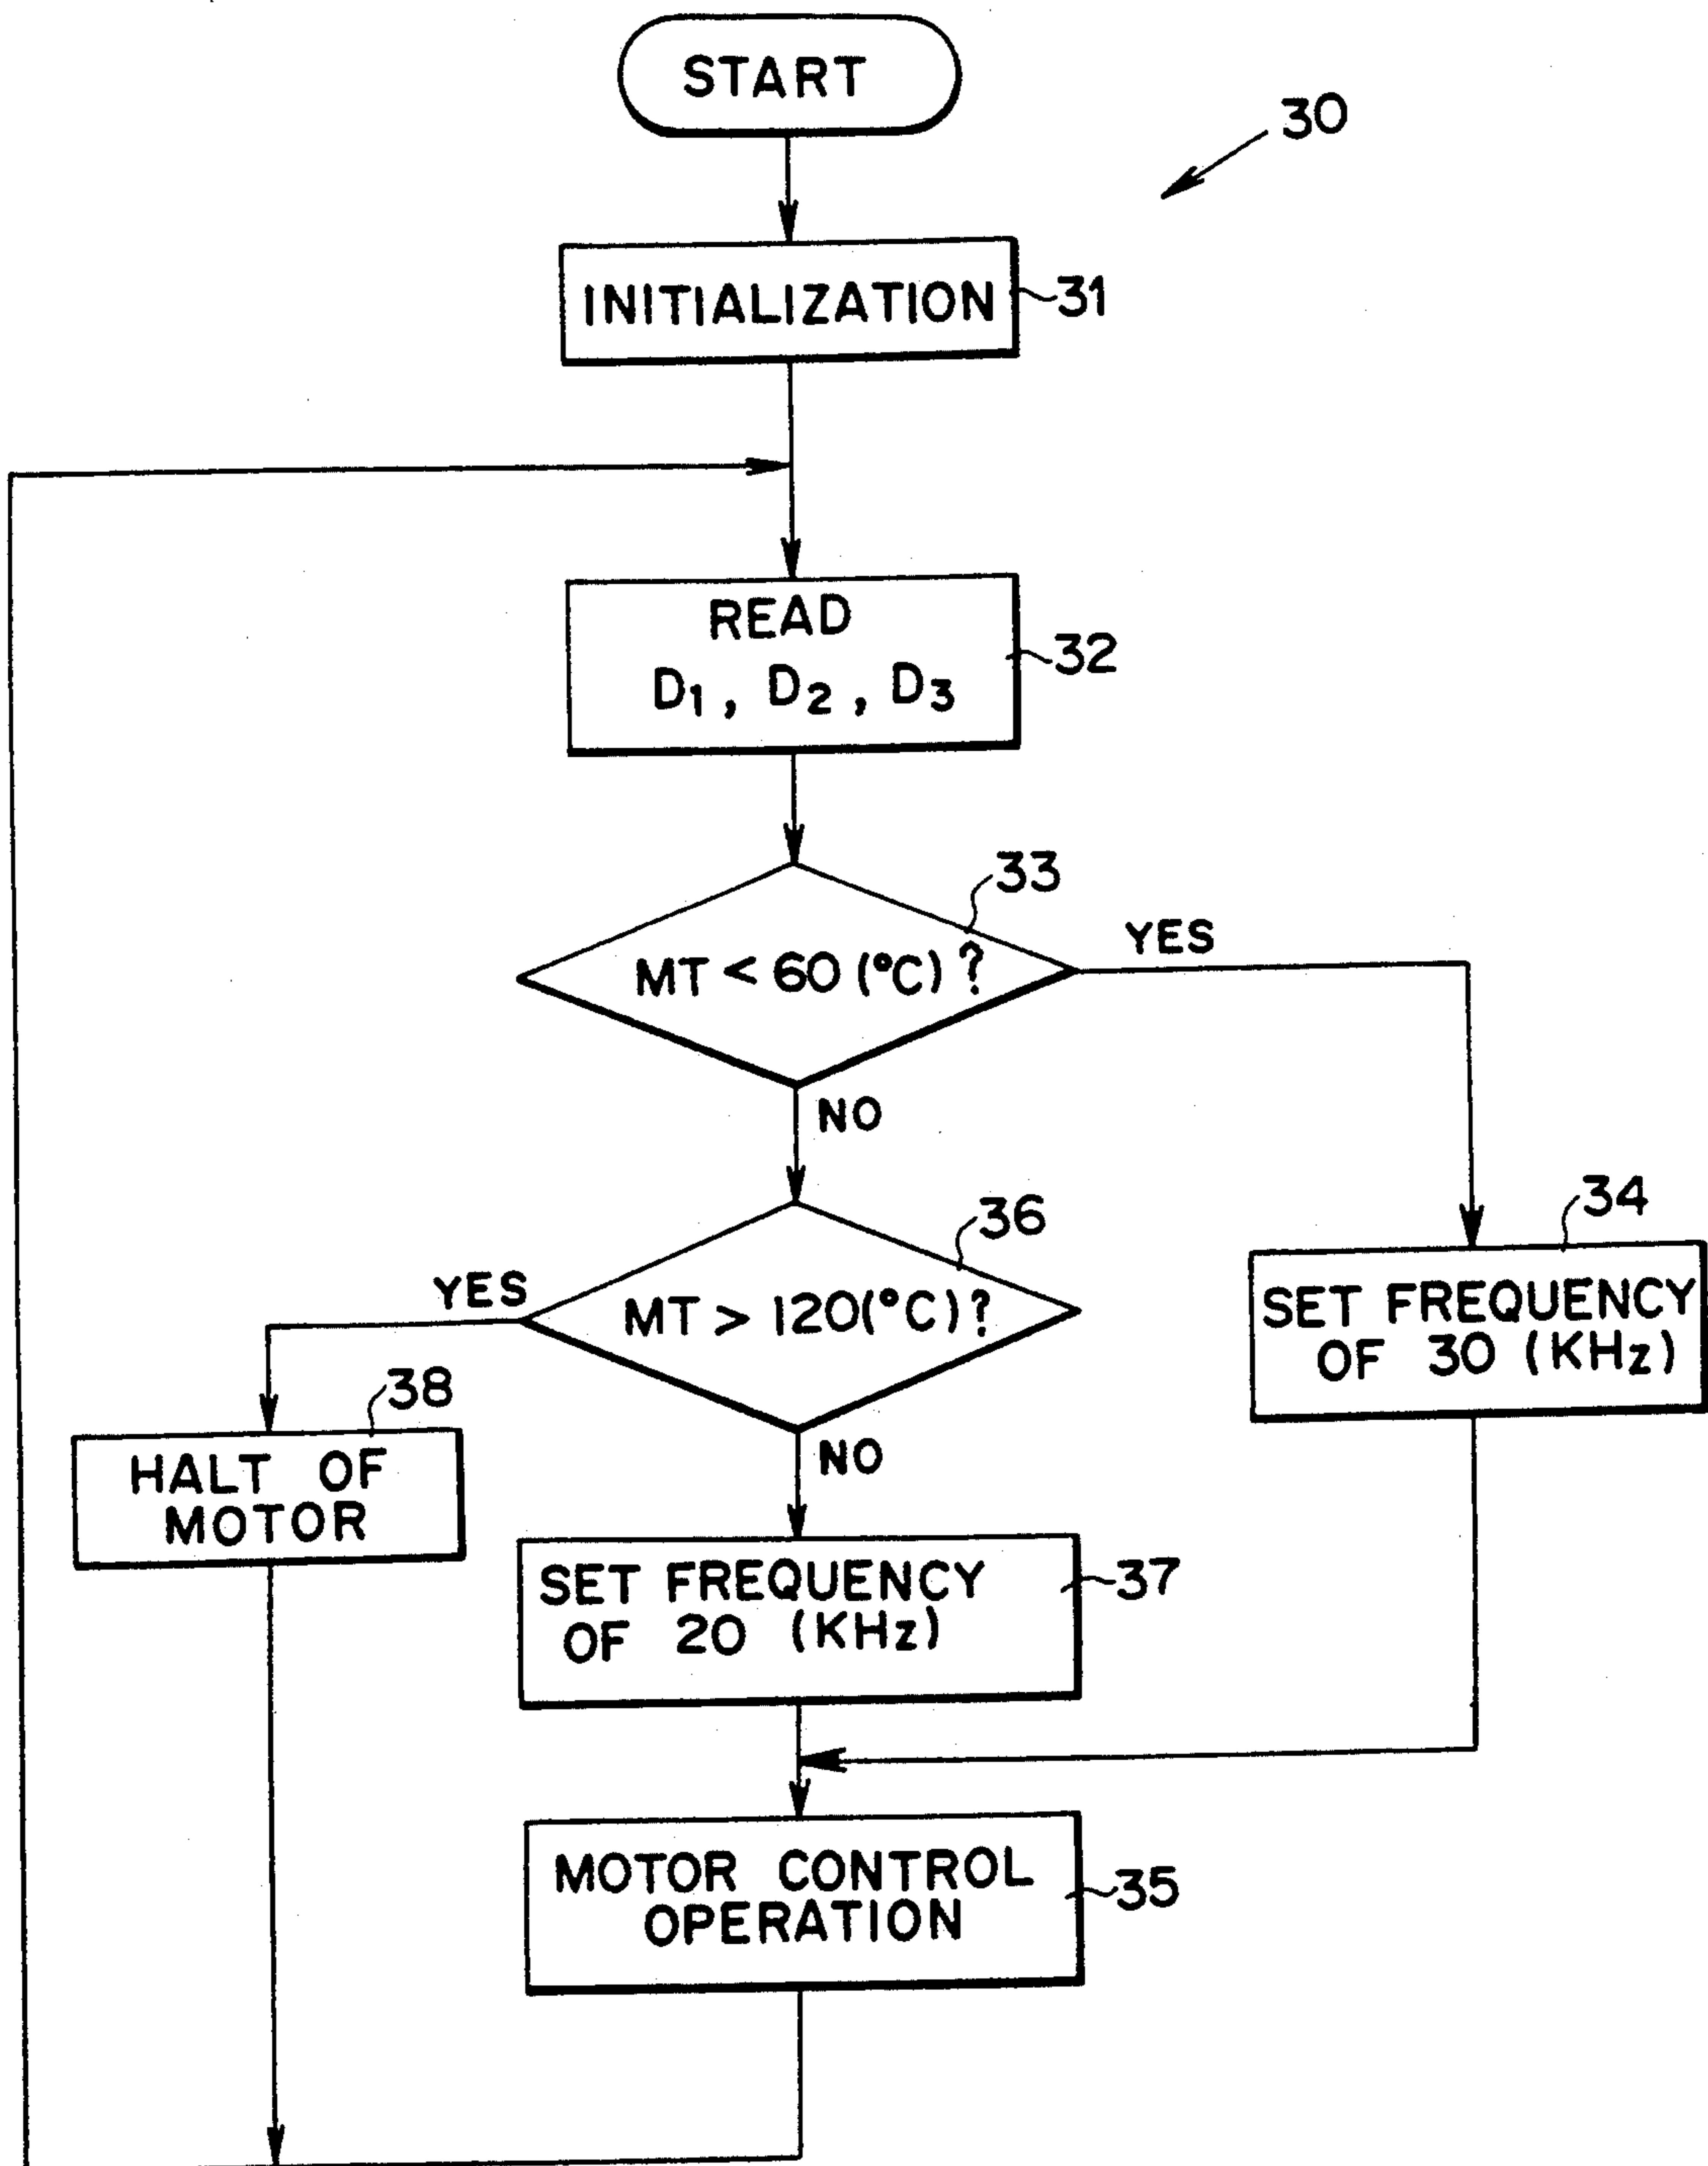 START
30
INITIALIZATION
31
READ
D1, D2, D3
32
33
MT < 60 (°C) ?
YES
NO
36
34
YES
MT > 120(°C)?
SET FREQUENCY
OF 30 (KHz)
38
NO
HALT OF
MOTOR
SET FREQUENCY
OF 20 (KHz)
37
MOTOR CONTROL
OPERATION
35